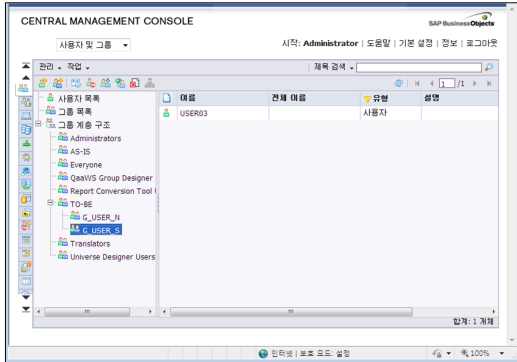 CENTRAL MANAGEMENT CONSOLE
SAP BusinessObjects
사용자 및 그룹
시작: Administrator | 도움말 | 기본 설정 | 정보 | 로그아웃
관리 작업 제목 검색
1 /1
사용자 목록
그룹 목록
그룹 계층 구조
Administrators
AS-IS
Everyone
QaaWS Group Designer
Report Conversion Tool
TO-BE
G_USER_N
G_USER_S
Translators
Universe Designer Users
이름 전체 이름 유형 설명
USER03 사용자
합계: 1 개체
인터넷 | 보호 모드: 설정 100%